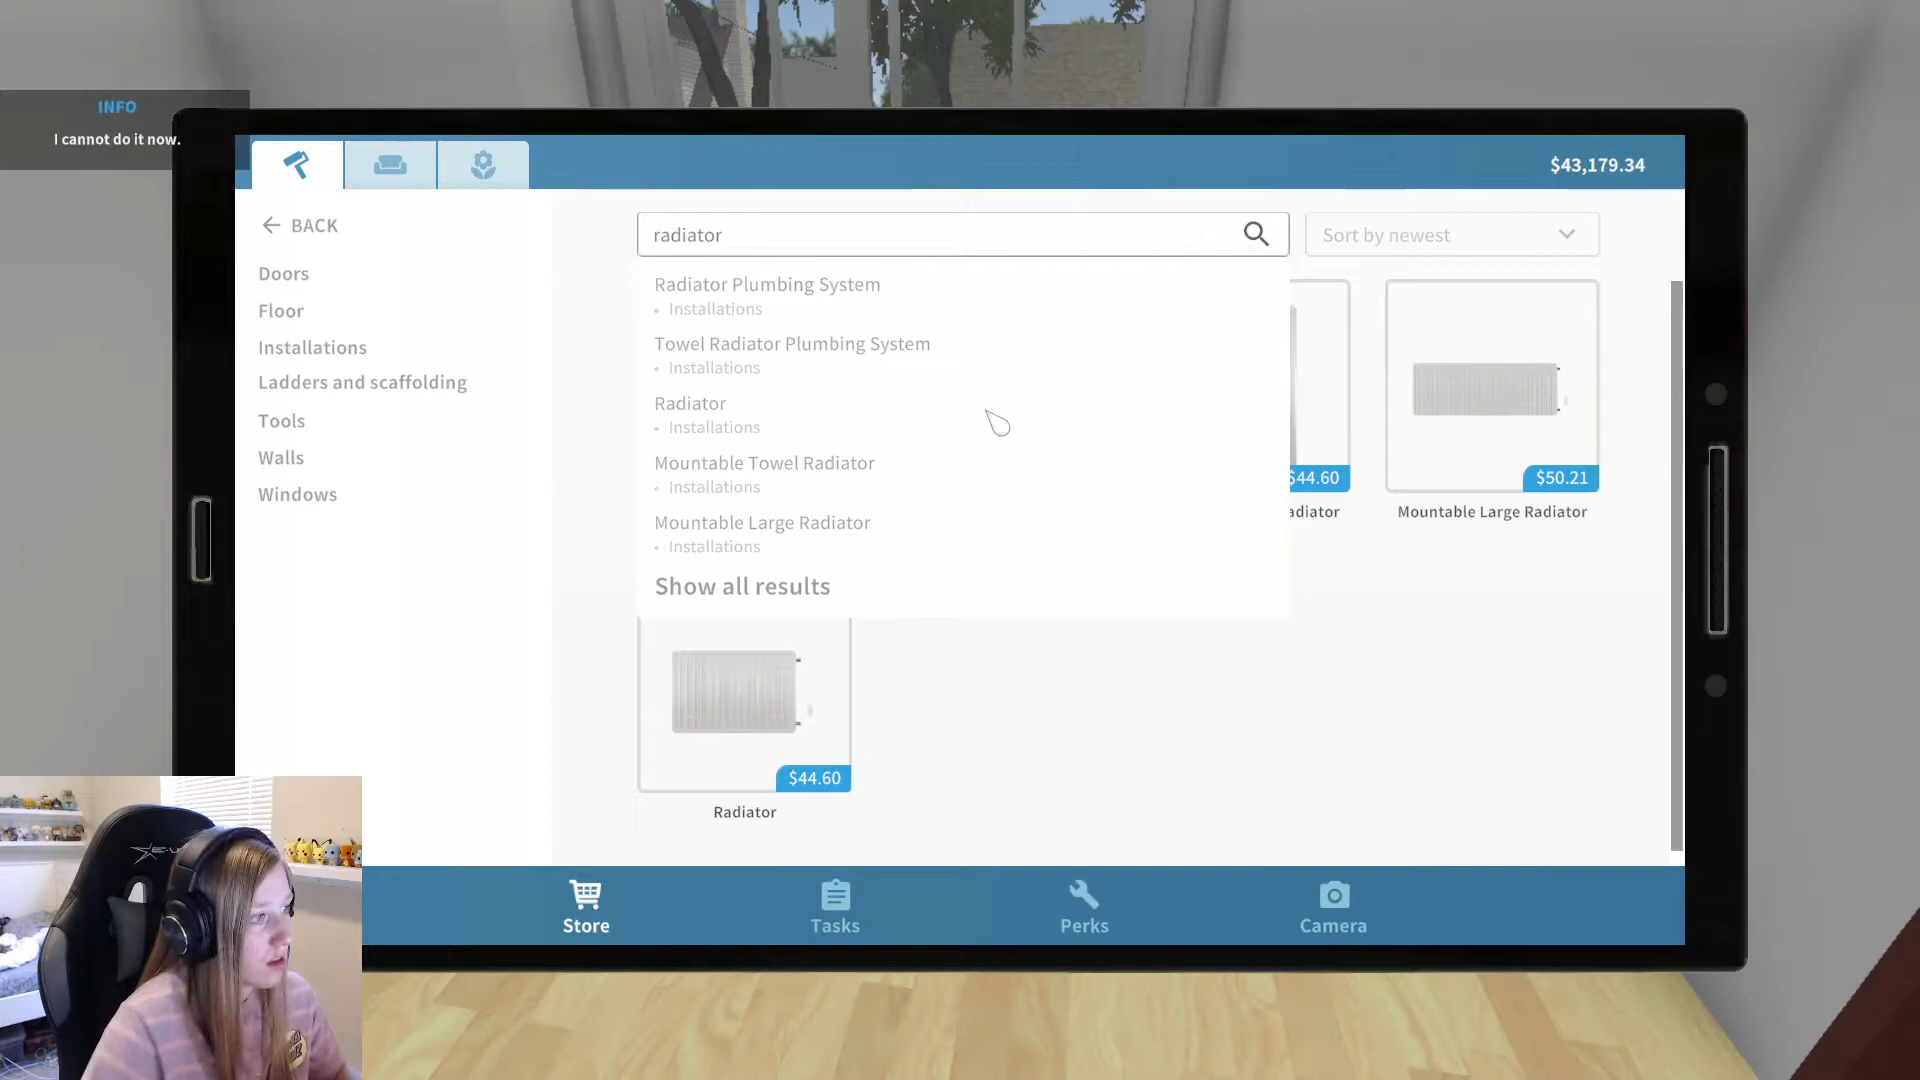 INFO
I cannot do it now.
$43,179.34
BACK
Doors
Floor
Installations
Ladders and scaffolding
Tools
Walls
Windows
radiator
Sort by newest
Radiator Plumbing System
• Installations
Towel Radiator Plumbing System
• Installations
Radiator
• Installations
Mountable Towel Radiator
• Installations
Mountable Large Radiator
• Installations
Show all results
$44.60
adiator
$50.21
Mountable Large Radiator
$44.60
Radiator
Store
Tasks
Perks
Camera